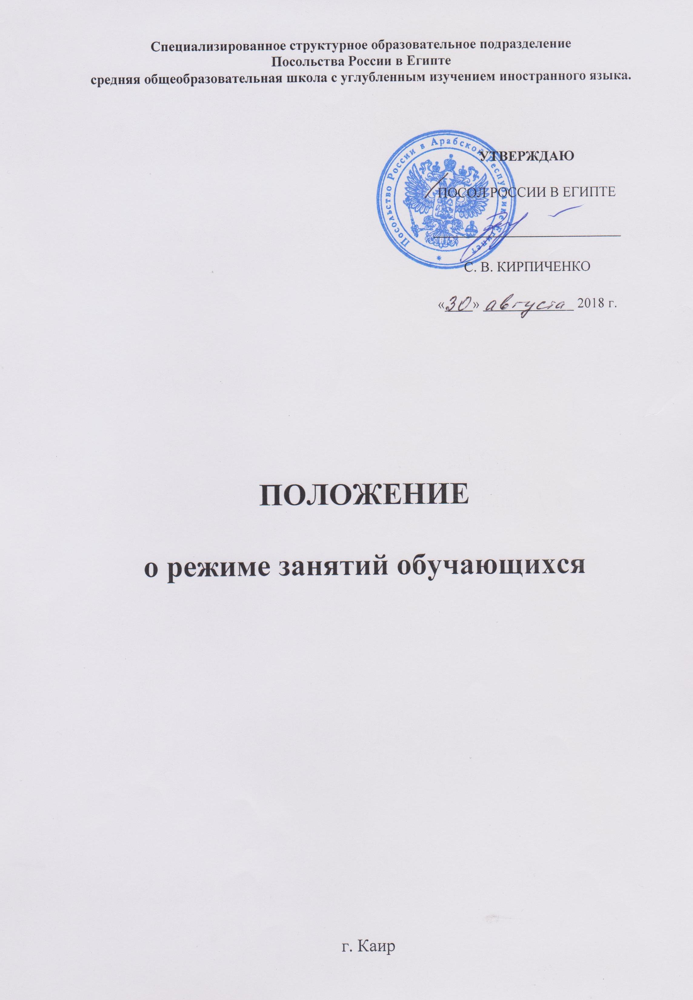 Специализированное структурное образовательное подразделение
Посольства России в Египте
средняя общеобразовательная школа с углубленным изучением иностранного языка.
Посольство России в Арабской Республике Египет
УТВЕРЖДАЮ
ПОСОЛ РОССИИ В ЕГИПТЕ
С. В. КИРПИЧЕНКО
«30» августа 2018 г.
ПОЛОЖЕНИЕ
о режиме занятий обучающихся
г. Каир